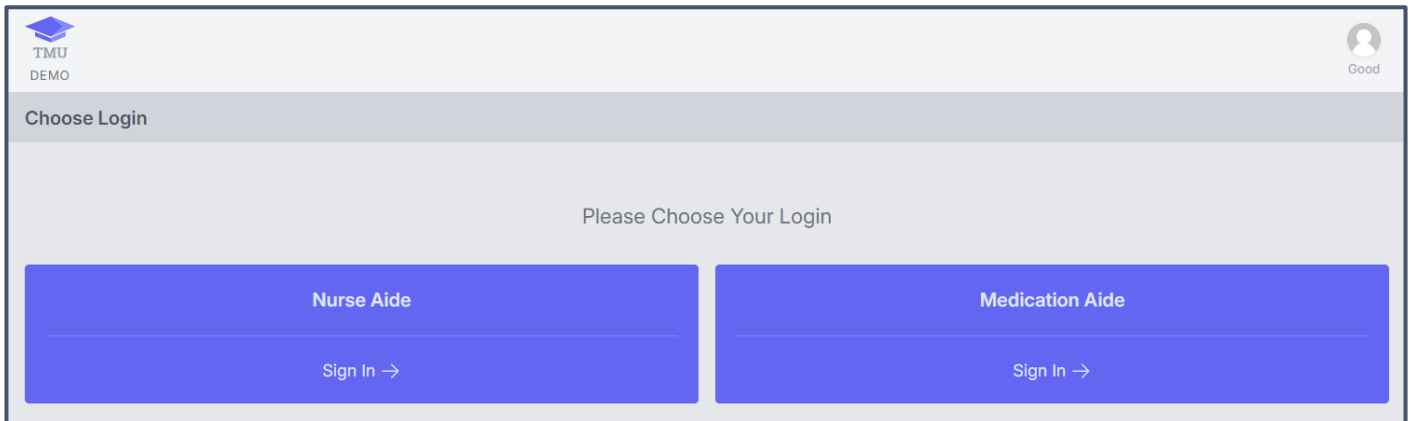 TMU
DEMO
Good
Choose Login
Please Choose Your Login
Nurse Aide
Sign In →
Medication Aide
Sign In →